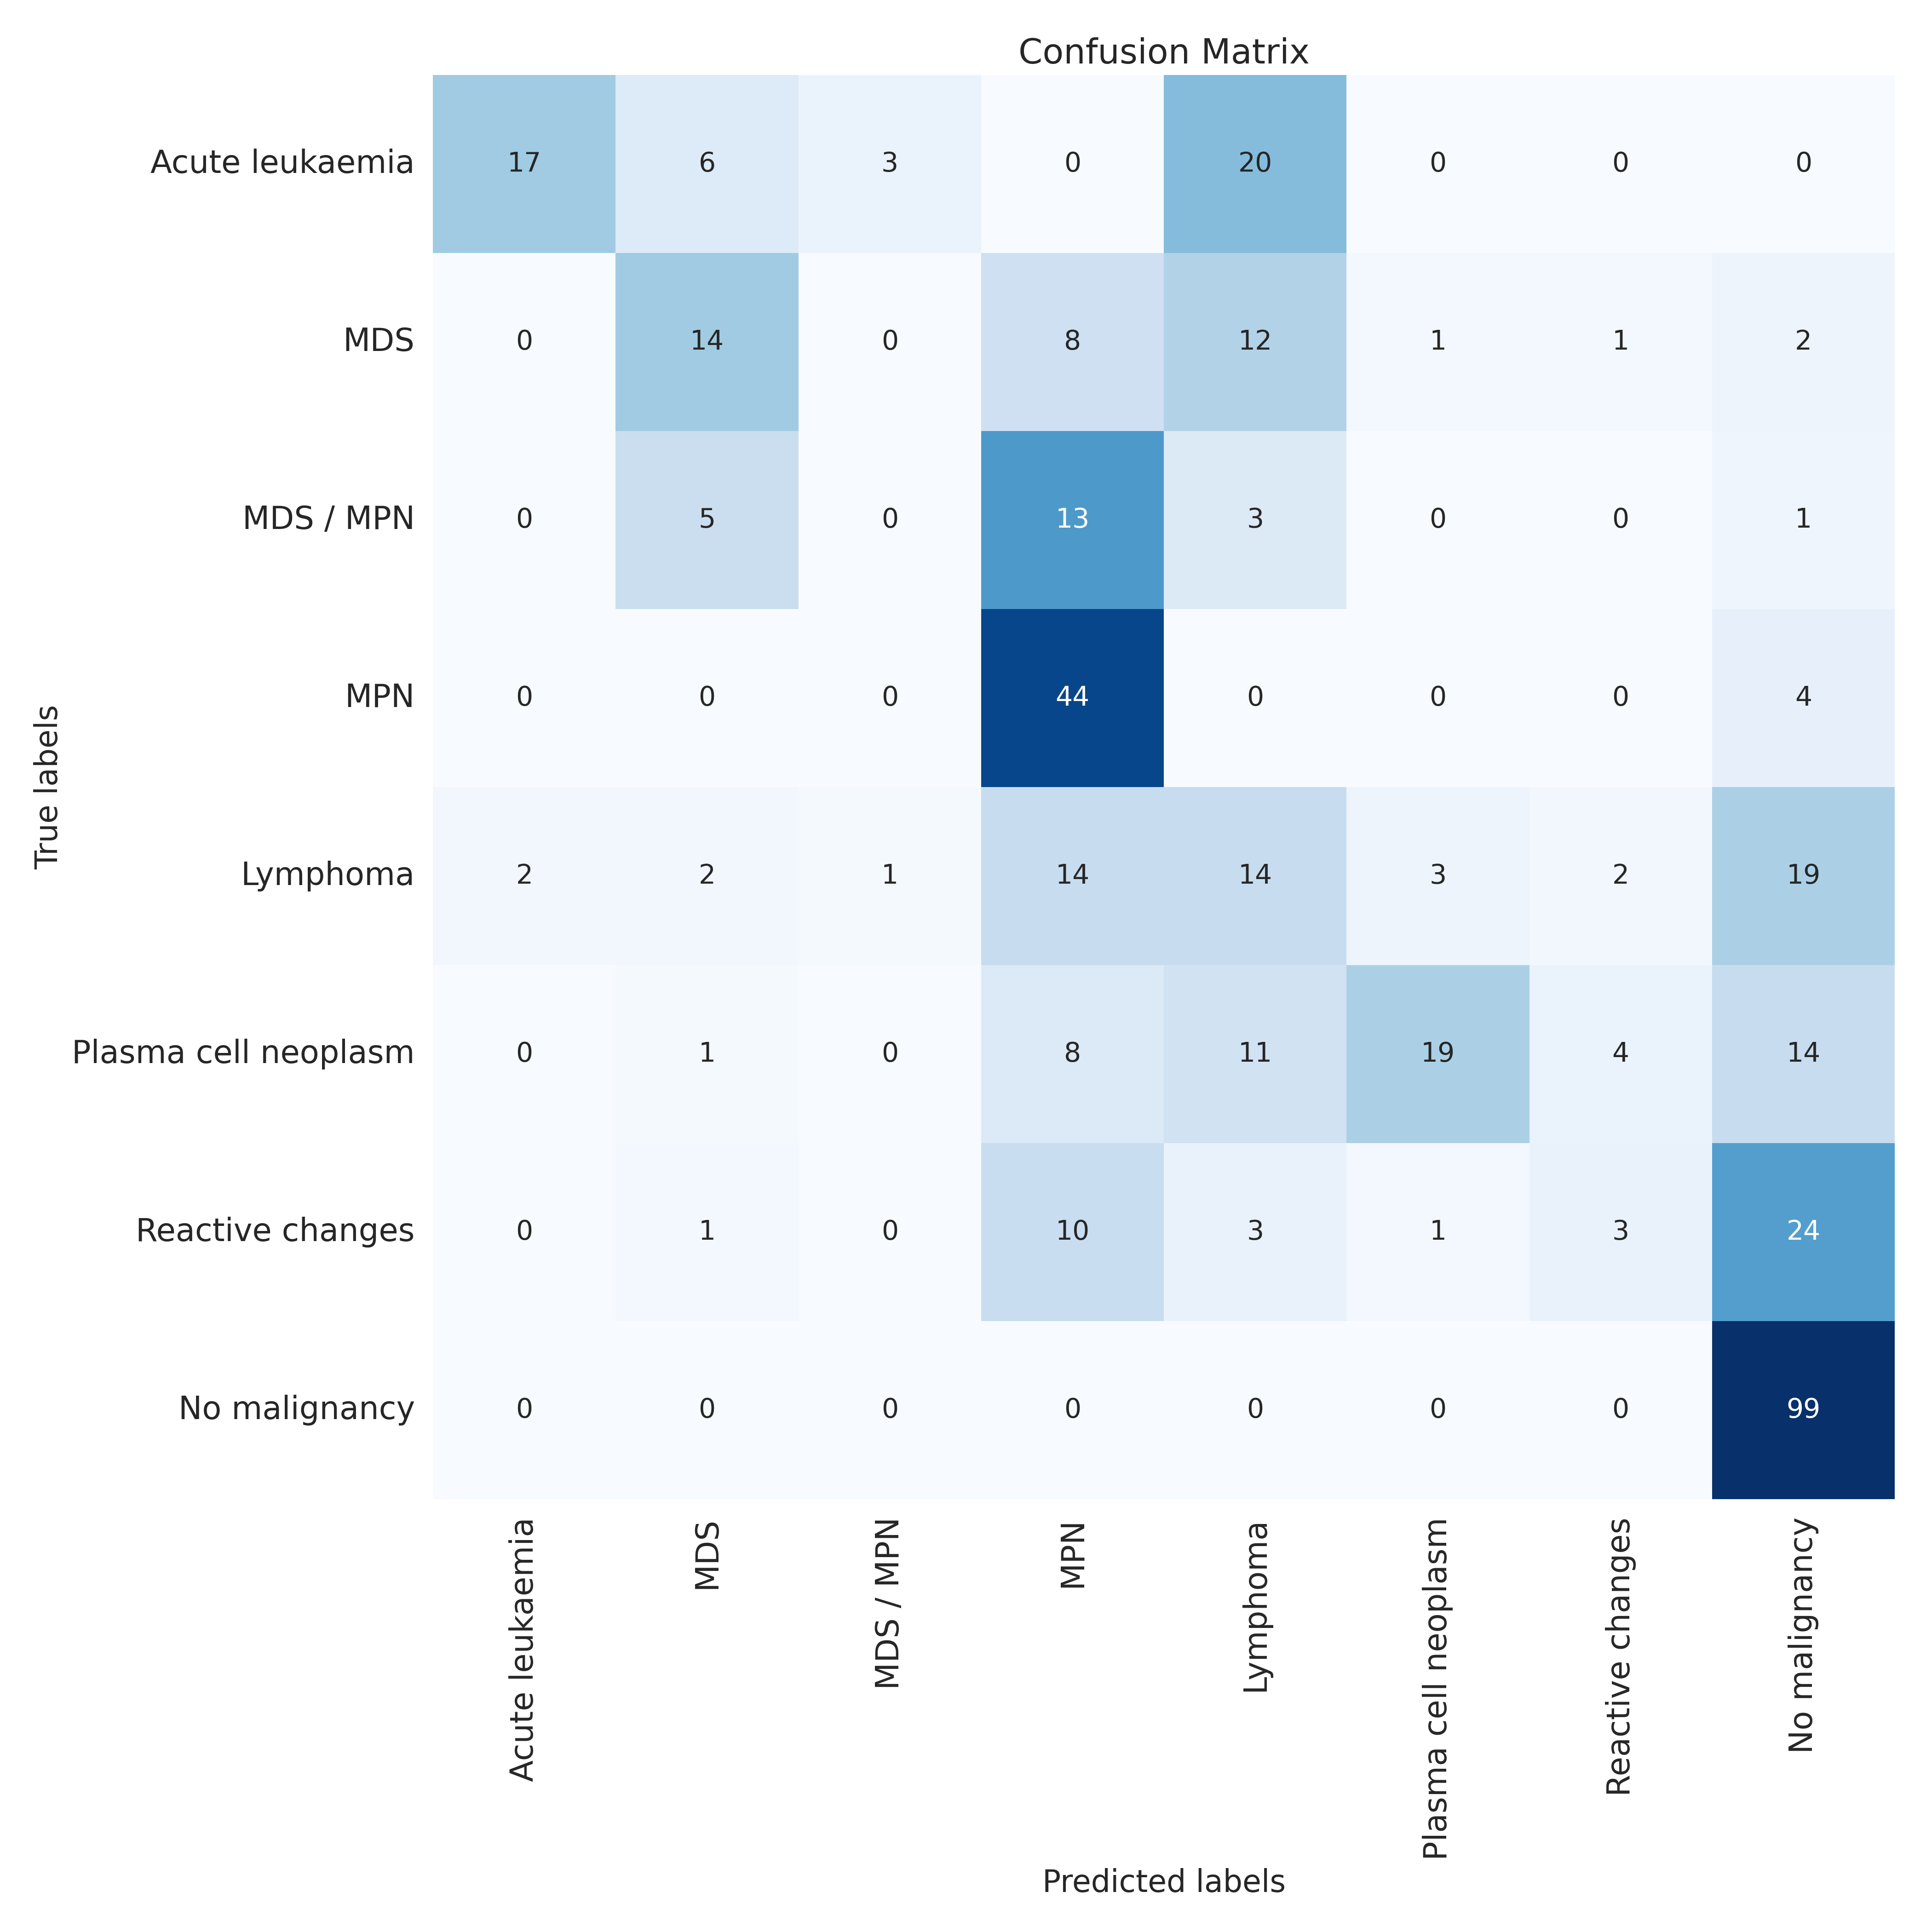 Confusion Matrix
Acute leukaemia 17 6 3 0 20 0 0 0
MDS 0 14 0 8 12 1 1 2
MDS / MPN 0 5 0 13 3 0 0 1
MPN 0 0 0 44 0 0 0 4
Lymphoma 2 2 1 14 14 3 2 19
Plasma cell neoplasm 0 1 0 8 11 19 4 14
Reactive changes 0 1 0 10 3 1 3 24
No malignancy 0 0 0 0 0 0 0 99
True labels
Acute leukaemia
MDS
MDS / MPN
MPN
Lymphoma
Plasma cell neoplasm
Reactive changes
No malignancy
Predicted labels